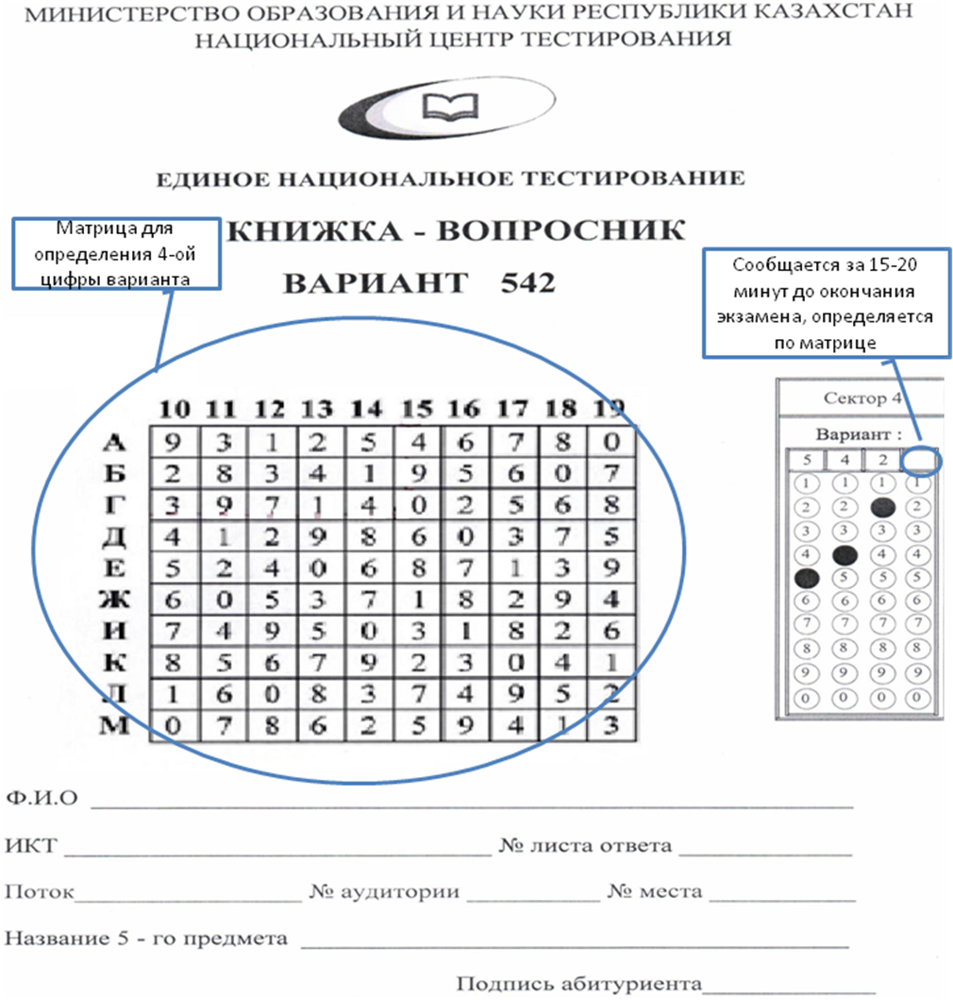 МИНИСТЕРСТВО ОБРАЗОВАНИЯ И НАУКИ РЕСПУБЛИКИ КАЗАХСТАН
НАЦИОНАЛЬНЫЙ ЦЕНТР ТЕСТИРОВАНИЯ
ЕДИНОЕ НАЦИОНАЛЬНОЕ ТЕСТИРОВАНИЕ
КНИЖКА - ВОПРОСНИК
ВАРИАНТ 542
Матрица для
определения 4-ой
цифры варианта
Сообщается за 15-20
минут до окончания
экзамена, определяется
по матрице
10 11 12 13 14 15 16 17 18 19
А 9 3 1 2 5 4 6 7 8 0
Б 2 8 3 4 1 9 5 6 0 7
Г 3 9 7 1 4 0 2 5 6 8
Д 4 1 2 9 8 6 0 3 7 5
Е 5 2 4 0 6 8 7 1 3 9
Ж 6 0 5 3 7 1 8 2 9 4
И 7 4 9 5 0 3 1 8 2 6
К 8 5 6 7 9 2 3 0 4 1
Л 1 6 0 8 3 7 4 9 5 2
М 0 7 8 6 2 5 9 4 1 3
Сектор 4
Вариант :
5 4 2
1 1 1 1
2 2 2
3 3 3 3
4 4 4
5 5 5
6 6 6 6
7 7 7 7
8 8 8 8
9 9 9 9
0 0 0 0
Ф.И.О
ИКТ № листа ответа
Поток № аудитории № места
Название 5 - го предмета
Подпись абитуриента